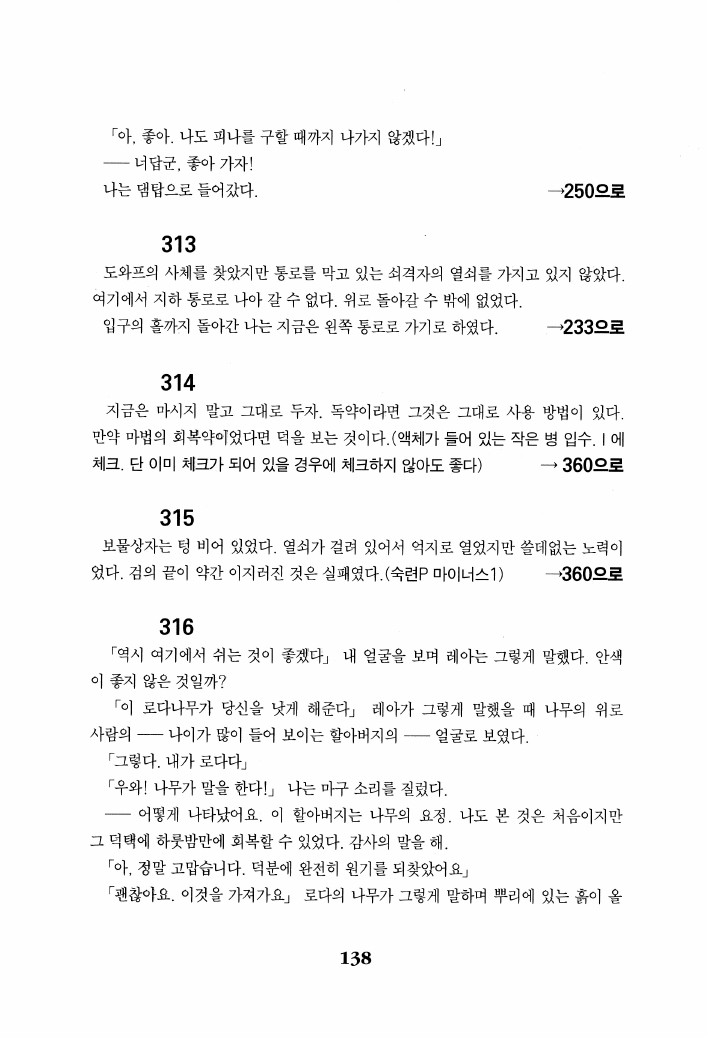 「아, 좋아. 나도 피나를 구할 때까지 나가지 않겠다!」
── 너답군, 좋아 가자!
나는 댐탑으로 들어갔다. →250으로
313
도와프의 사체를 찾았지만 통로를 막고 있는 쇠격자의 열쇠를 가지고 있지 않았다.
여기에서 지하 통로로 나아 갈 수 없다. 위로 돌아갈 수 밖에 없었다.
입구의 홀까지 돌아간 나는 지금은 왼쪽 통로로 가기로 하였다. →233으로
314
지금은 마시지 말고 그대로 두자. 독약이라면 그것은 그대로 사용 방법이 있다.
만약 마법의 회복약이었다면 덕을 보는 것이다.(액체가 들어 있는 작은 병 입수. I 에
체크. 단 이미 체크가 되어 있을 경우에 체크하지 않아도 좋다) → 360으로
315
보물상자는 텅 비어 있었다. 열쇠가 걸려 있어서 억지로 열었지만 쓸데없는 노력이
었다. 검의 끝이 약간 이지러진 것은 실패였다.(숙련P 마이너스1) →360으로
316
「역시 여기에서 쉬는 것이 좋겠다」 내 얼굴을 보며 레아는 그렇게 말했다. 안색
이 좋지 않은 것일까?
「이 로다나무가 당신을 낫게 해준다」 레아가 그렇게 말했을 때 나무의 위로
사람의 ── 나이가 많이 들어 보이는 할아버지의 ── 얼굴로 보였다.
「그렇다. 내가 로다다」
「우와! 나무가 말을 한다!」 나는 마구 소리를 질렀다.
── 어떻게 나타났어요. 이 할아버지는 나무의 요정. 나도 본 것은 처음이지만
그 덕택에 하룻밤만에 회복할 수 있었다. 감사의 말을 해.
「아, 정말 고맙습니다. 덕분에 완전히 원기를 되찾았어요」
「괜찮아요. 이것을 가져가요」 로다의 나무가 그렇게 말하며 뿌리에 있는 흙이 올
138